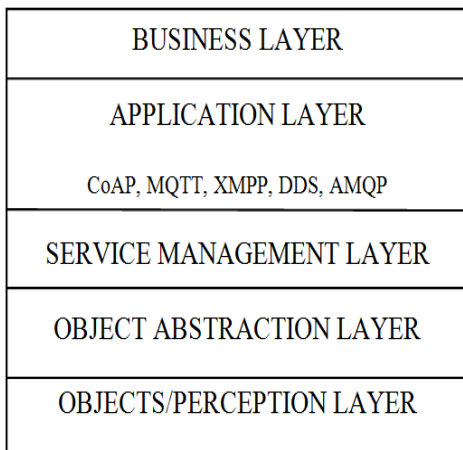 BUSINESS LAYER
APPLICATION LAYER
CoAP, MQTT, XMPP, DDS, AMQP
SERVICE MANAGEMENT LAYER
OBJECT ABSTRACTION LAYER
OBJECTS/PERCEPTION LAYER